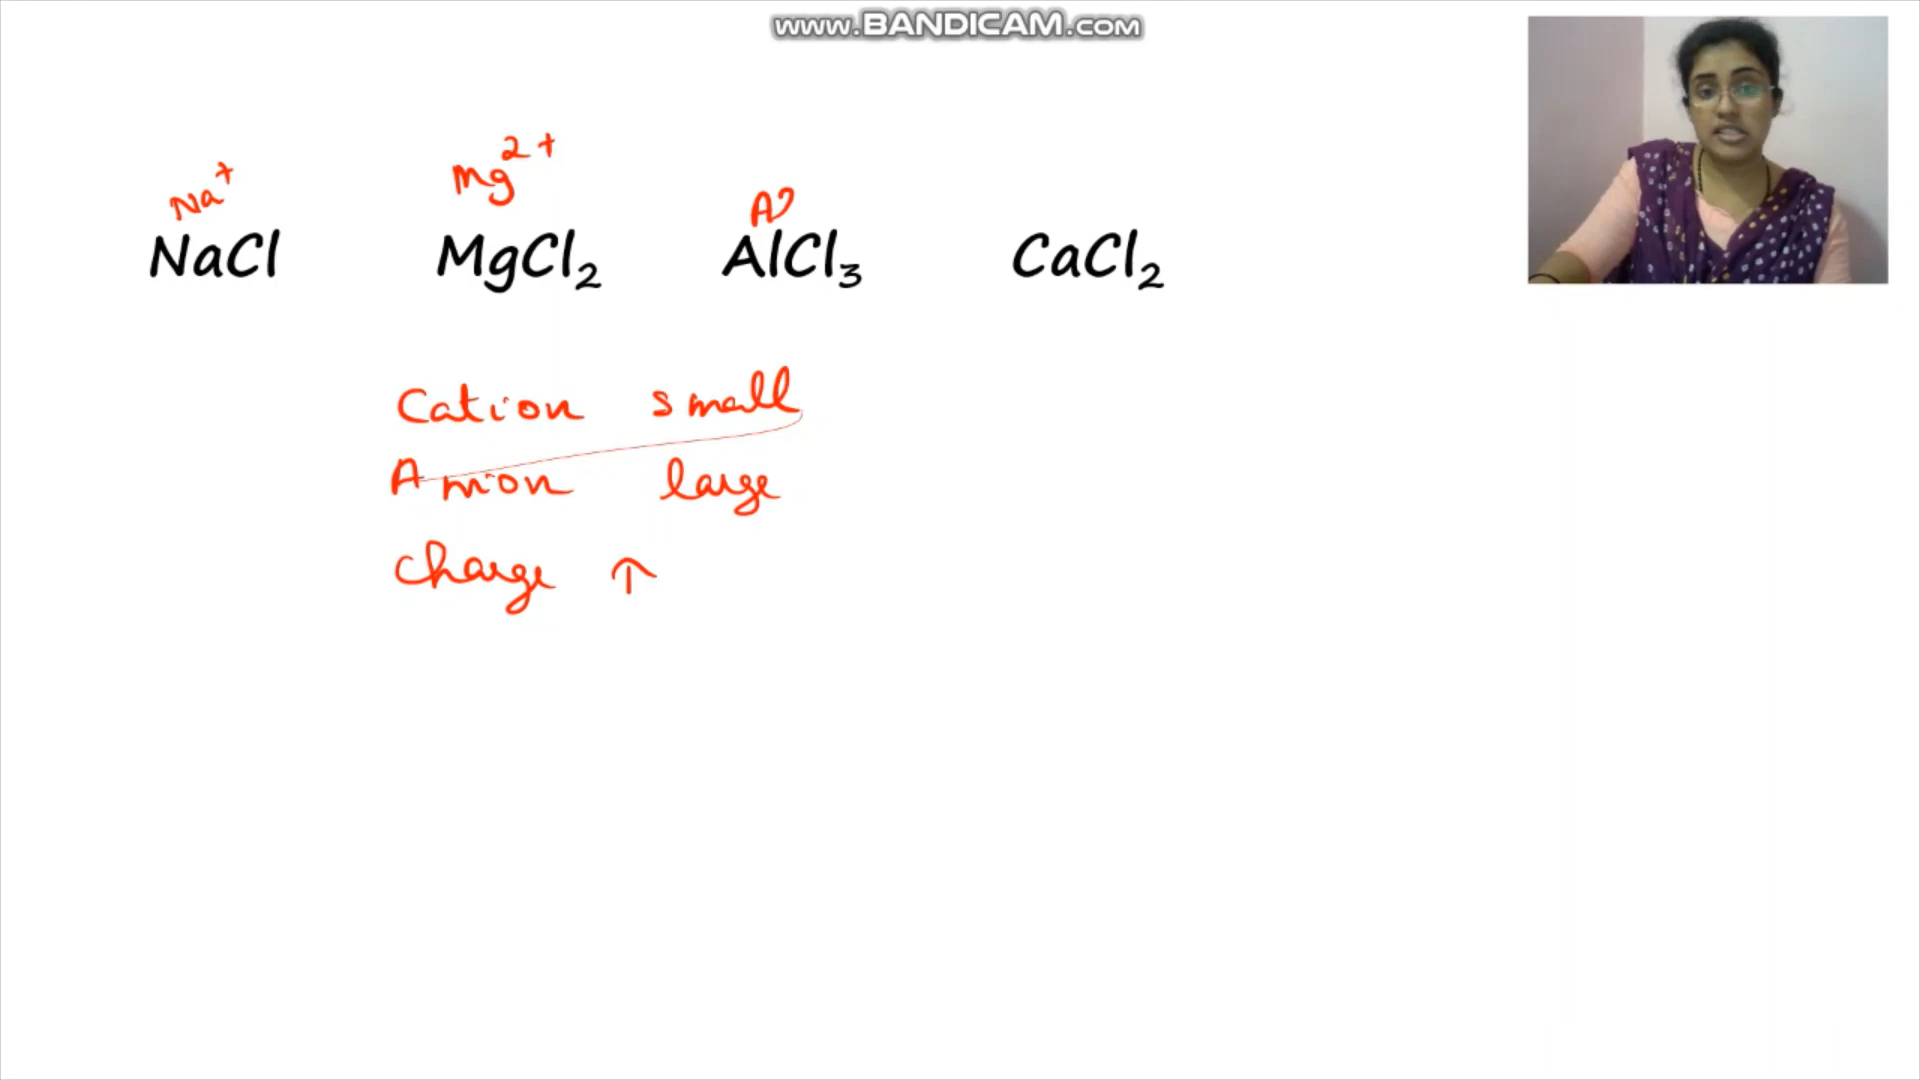 www.BANDICAM.com
Na⁺ Mg²⁺ Al
NaCl MgCl₂ AlCl₃ CaCl₂
Cation small
Anion large
Charge ↑